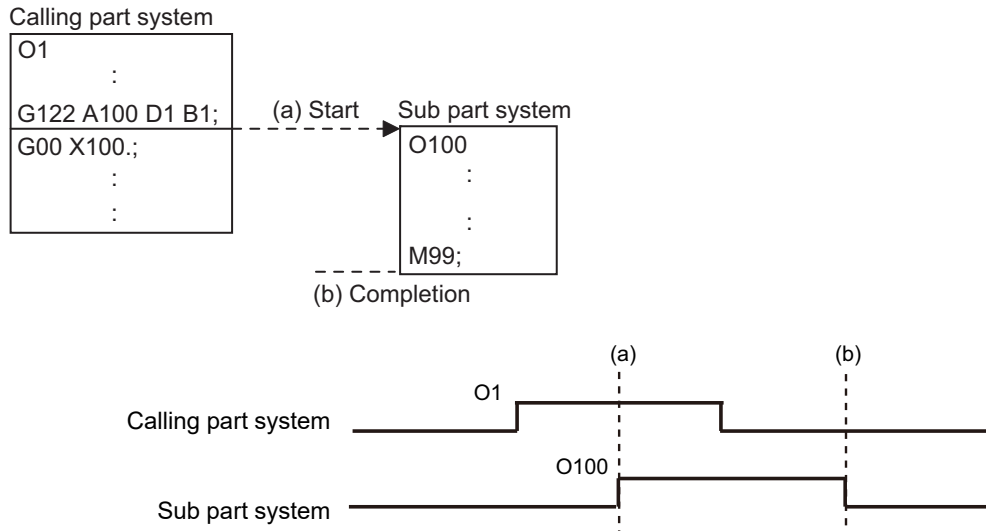 Calling part system
O1
:
G122 A100 D1 B1;
G00 X100.;
:
:
(a) Start
Sub part system
O100
:
:
M99;
(b) Completion
(a)
(b)
O1
Calling part system
O100
Sub part system